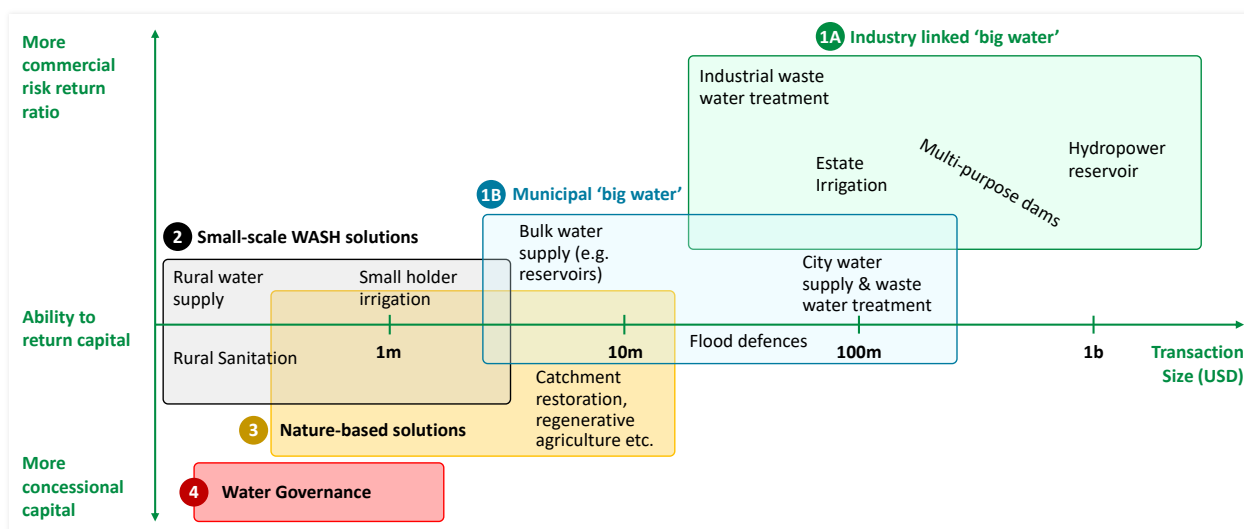 More
commercial
risk return
ratio
1A Industry linked ‘big water’
Industrial waste
water treatment
Estate
Irrigation
Multi-purpose dams
Hydropower
reservoir
1B Municipal ‘big water’
Bulk water
supply (e.g.
reservoirs)
City water
supply & waste
water treatment
2 Small-scale WASH solutions
Rural water
supply
Small holder
irrigation
Ability to
return capital
Rural Sanitation
Flood defences
1m
10m
100m
1b
Transaction
Size (USD)
Catchment
restoration,
regenerative
agriculture etc.
3 Nature-based solutions
More
concessional
capital
4 Water Governance